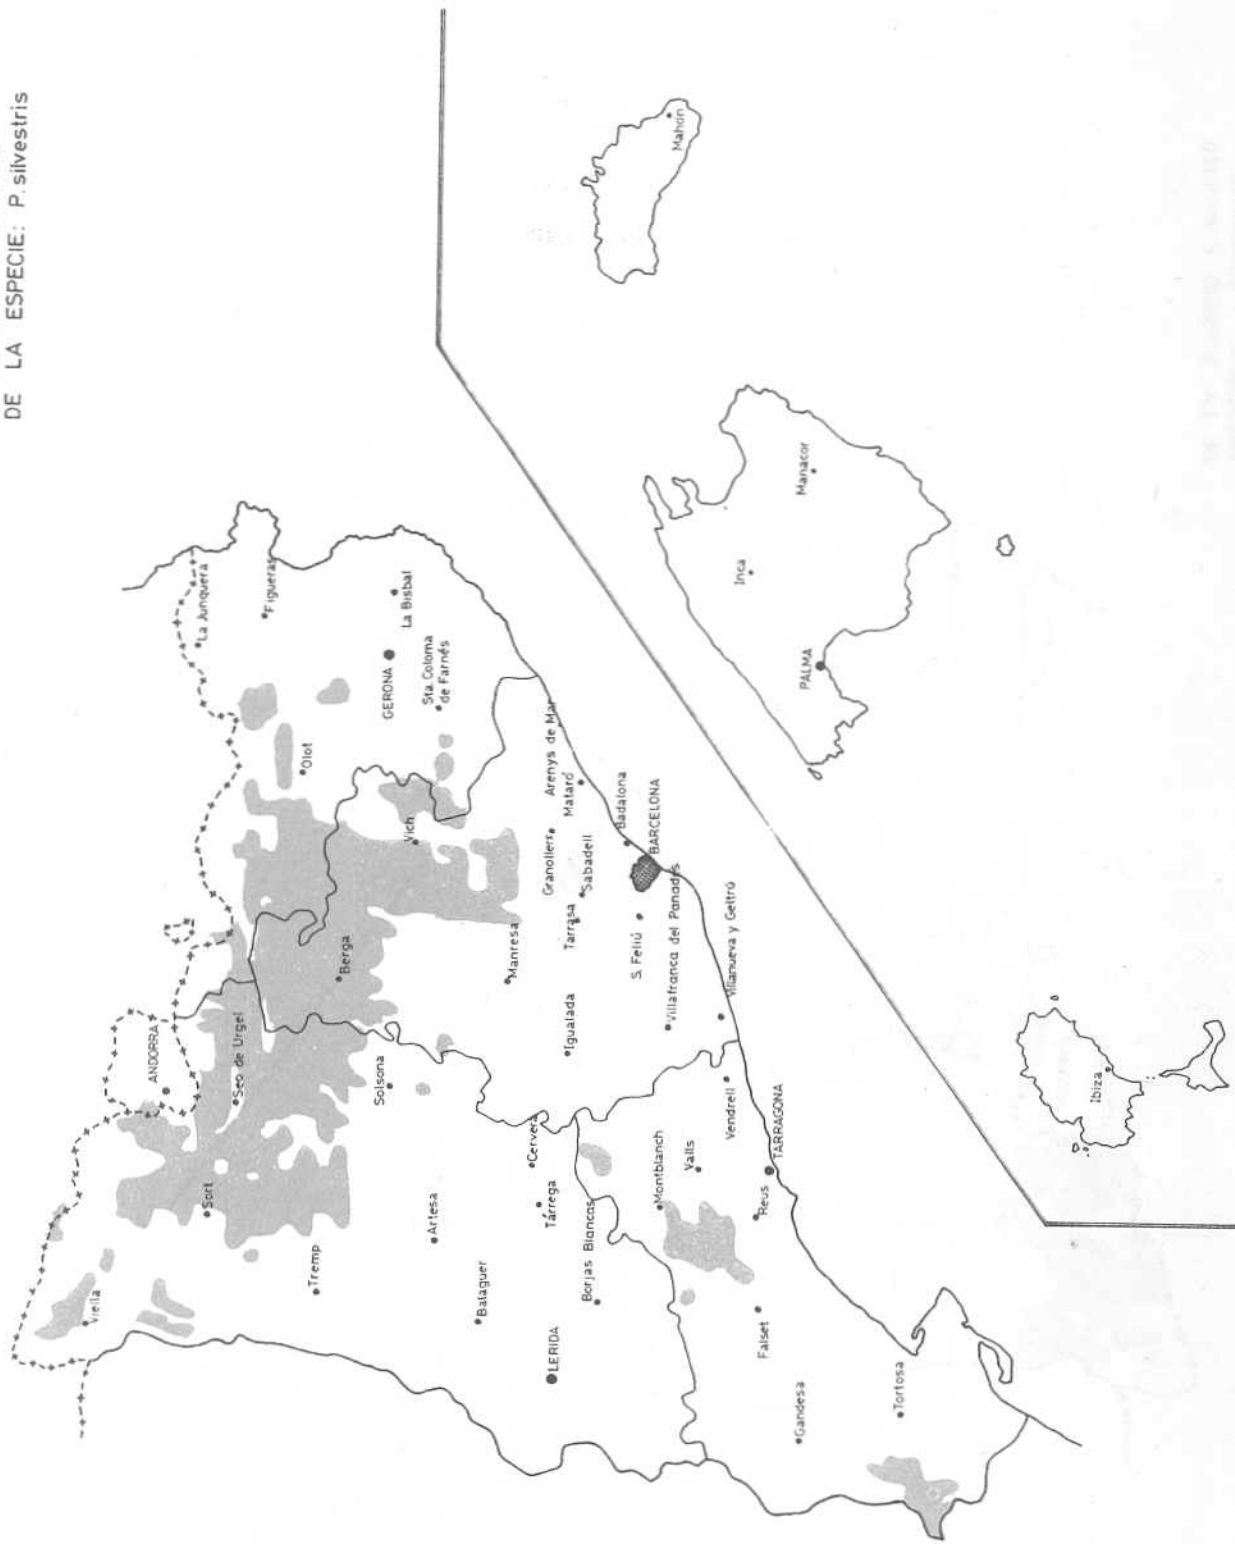 DE LA ESPECIE: P. silvestris
Viella
ANDORRA
La Junquera
Sort
Seo de Urgel
Figueras
Tremp
Berga
Olot
Solsona
GERONA
La Bisbal
Artesa
Vich
Sta. Coloma
de Farnés
Balaguer
Manresa
Cervera
LERIDA
Tárrega
Igualada
Granollers
Arenys de Mar
Tarrasa
Mataró
Borjas Blancas
Sabadell
Badalona
BARCELONA
S. Feliú
Montblanch
Villafranca del Panadés
Valls
Vendrell
Villanueva y Geltrú
Falset
Reus
TARRAGONA
Gandesa
Tortosa
Mahón
Inca
Manacor
PALMA
Ibiza